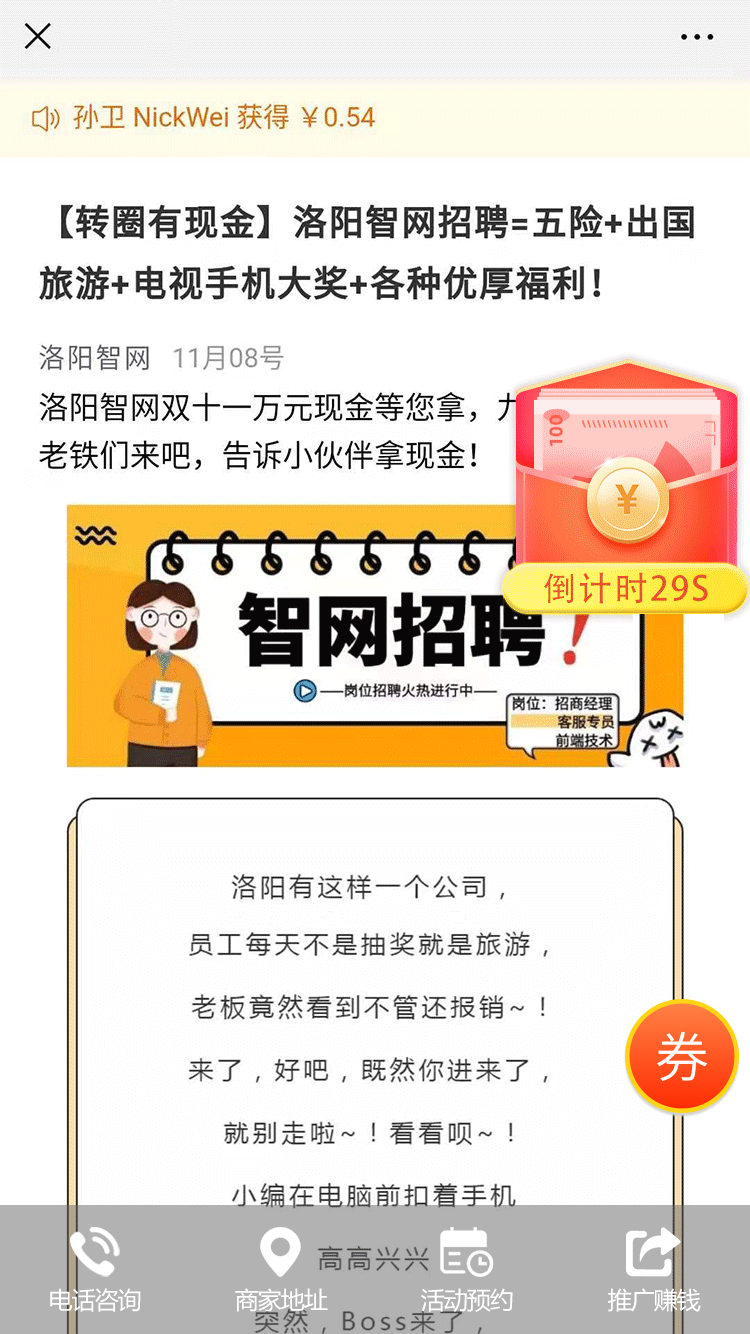 孙卫 NickWei 获得 ￥0.54
【转圈有现金】洛阳智网招聘=五险+出国
旅游+电视手机大奖+各种优厚福利！
洛阳智网 11月08号
洛阳智网双十一万元现金等您拿，
老铁们来吧，告诉小伙伴拿现金！
100
¥
倒计时29S
智网招聘！
——岗位招聘火热进行中——
岗位：招商经理
客服专员
前端技术
洛阳有这样一个公司，
员工每天不是抽奖就是旅游，
老板竟然看到不管还报销~！
来了，好吧，既然你进来了，
就别走啦~！看看呗~！
券
小编在电脑前扣着手机
高高兴兴
突然，Boss来了，
电话咨询
商家地址
活动预约
推广赚钱